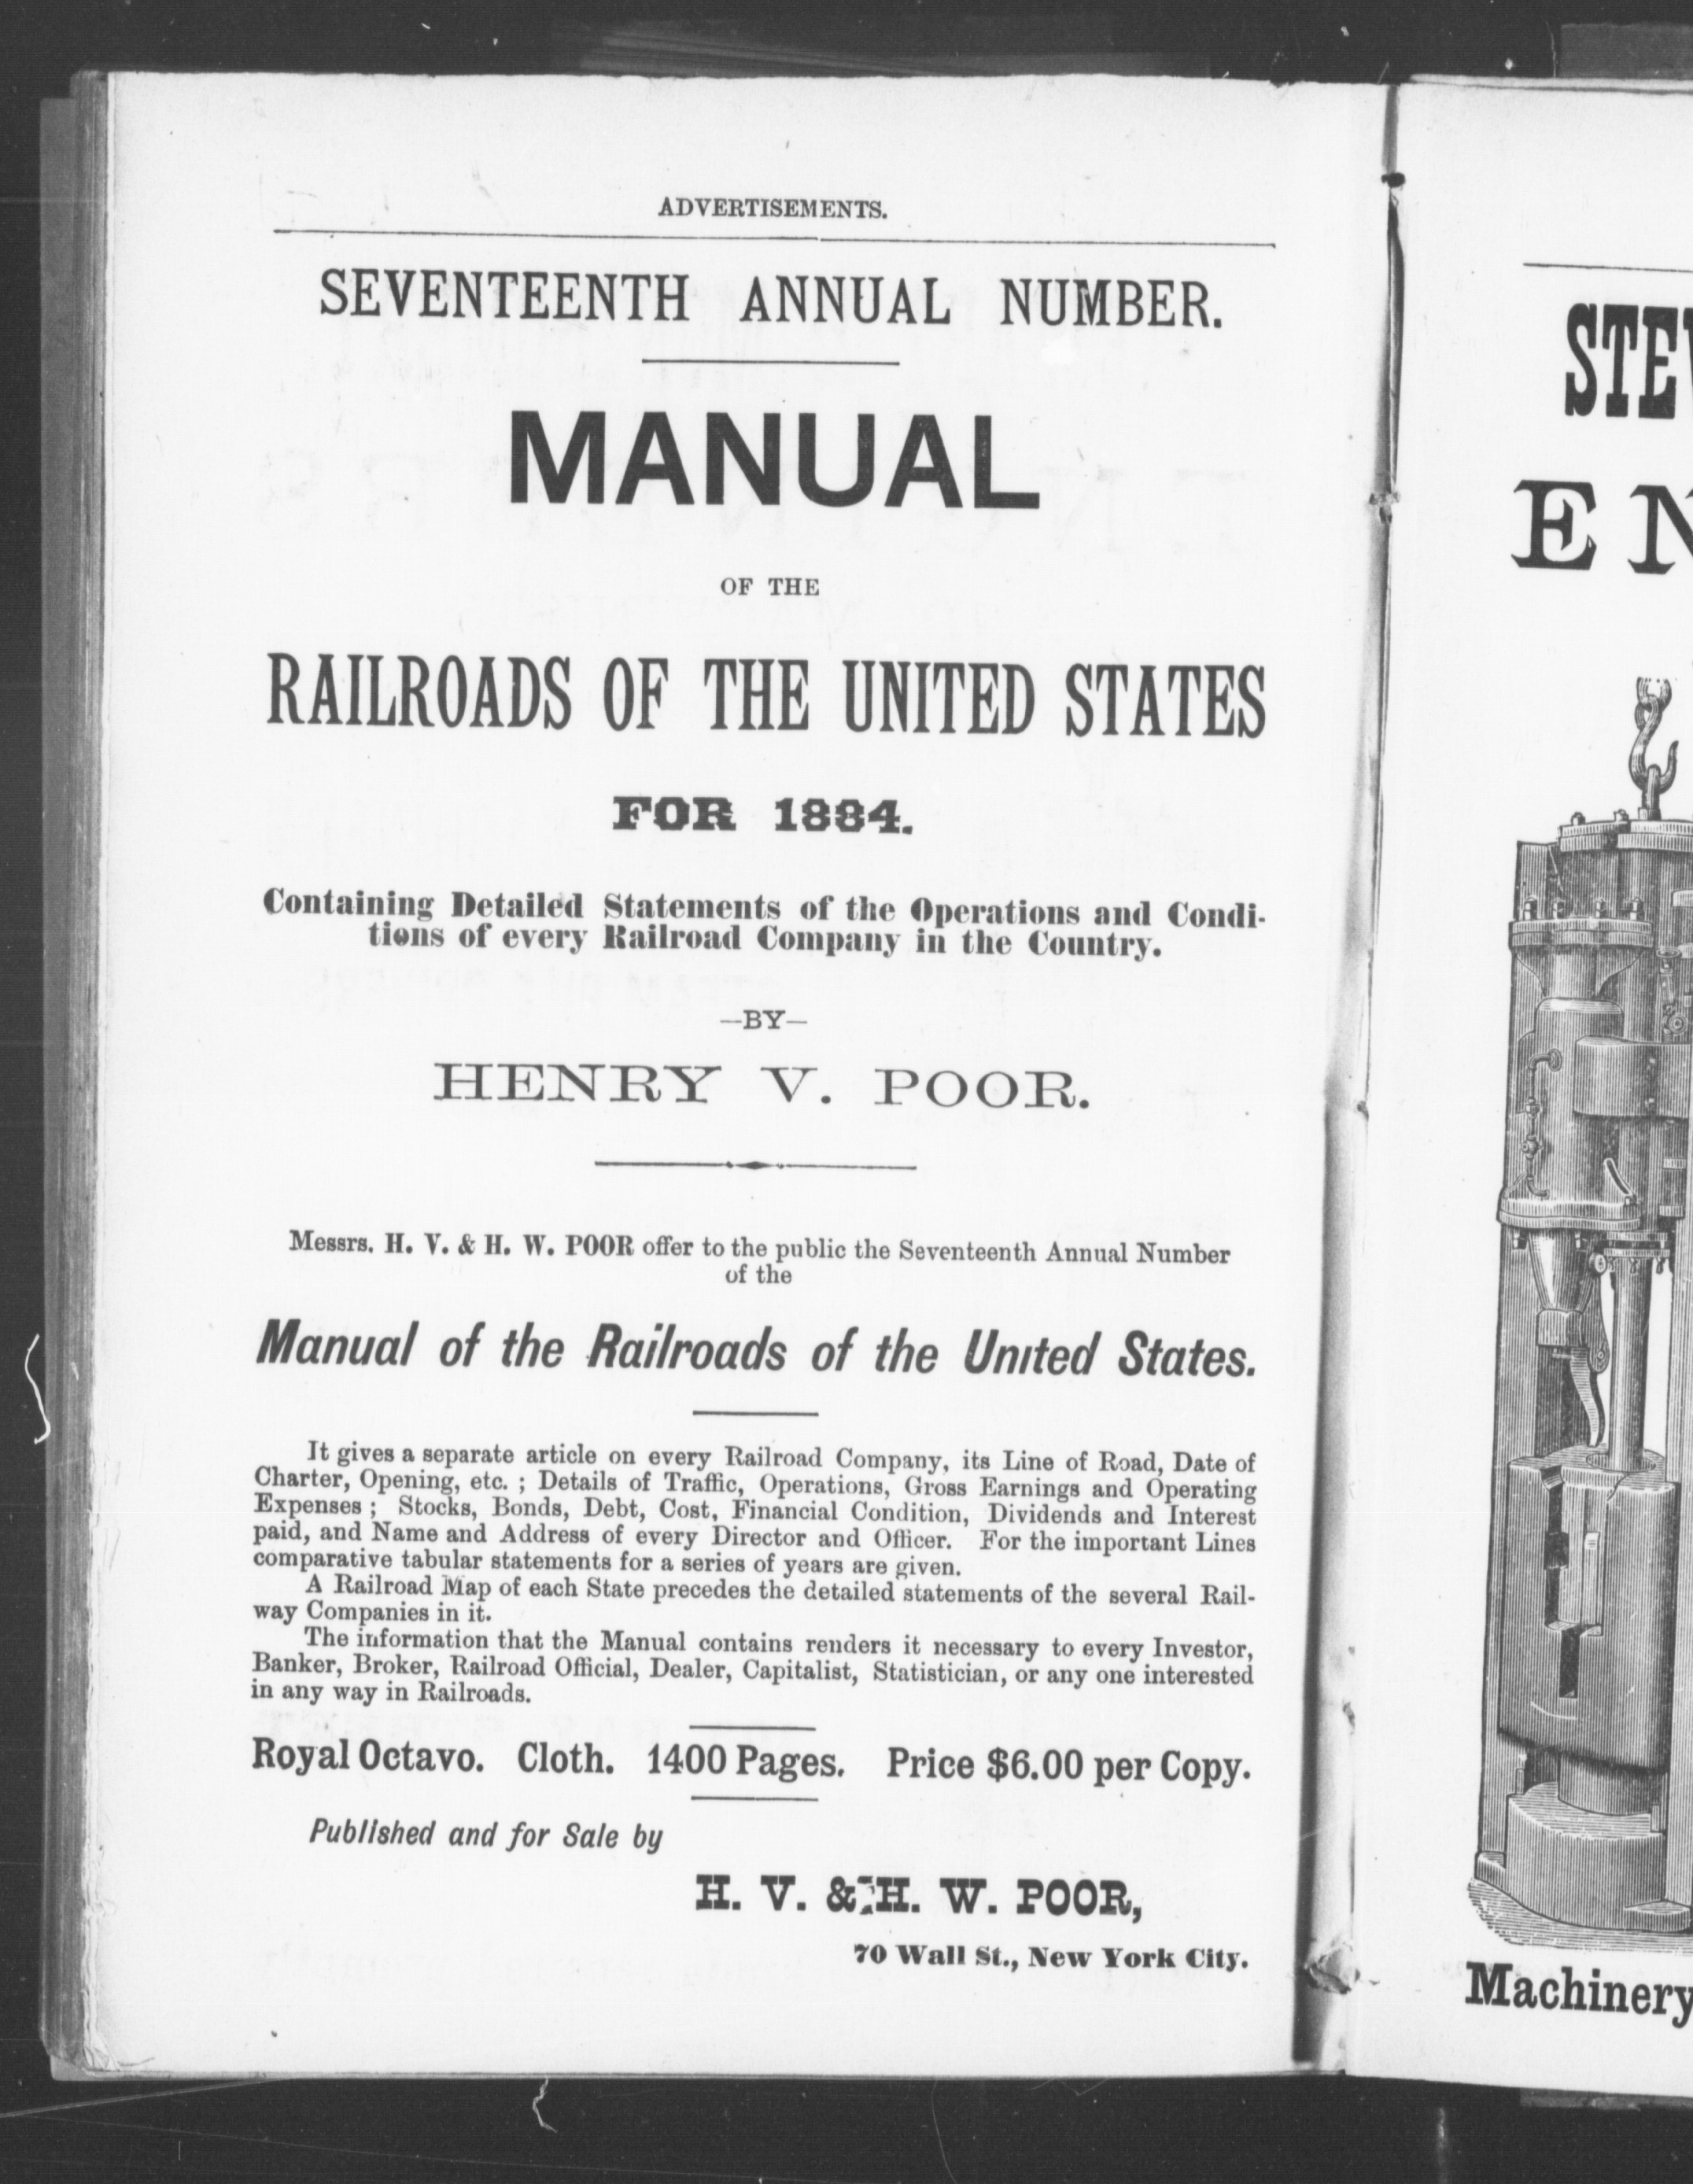 ADVERTISEMENTS.
SEVENTEENTH ANNUAL NUMBER.
MANUAL
OF THE
RAILROADS OF THE UNITED STATES
FOR 1884.
Containing Detailed Statements of the Operations and Condi-
tions of every Railroad Company in the Country.
—BY—
HENRY V. POOR.
Messrs. H. V. & H. W. POOR offer to the public the Seventeenth Annual Number
of the
Manual of the Railroads of the United States.
It gives a separate article on every Railroad Company, its Line of Road, Date of
Charter, Opening, etc. ; Details of Traffic, Operations, Gross Earnings and Operating
Expenses ; Stocks, Bonds, Debt, Cost, Financial Condition, Dividends and Interest
paid, and Name and Address of every Director and Officer. For the important Lines
comparative tabular statements for a series of years are given.
A Railroad Map of each State precedes the detailed statements of the several Rail-
way Companies in it.
The information that the Manual contains renders it necessary to every Investor,
Banker, Broker, Railroad Official, Dealer, Capitalist, Statistician, or any one interested
in any way in Railroads.
Royal Octavo. Cloth. 1400 Pages. Price $6.00 per Copy.
Published and for Sale by
H. V. & H. W. POOR,
70 Wall St., New York City.
Machinery